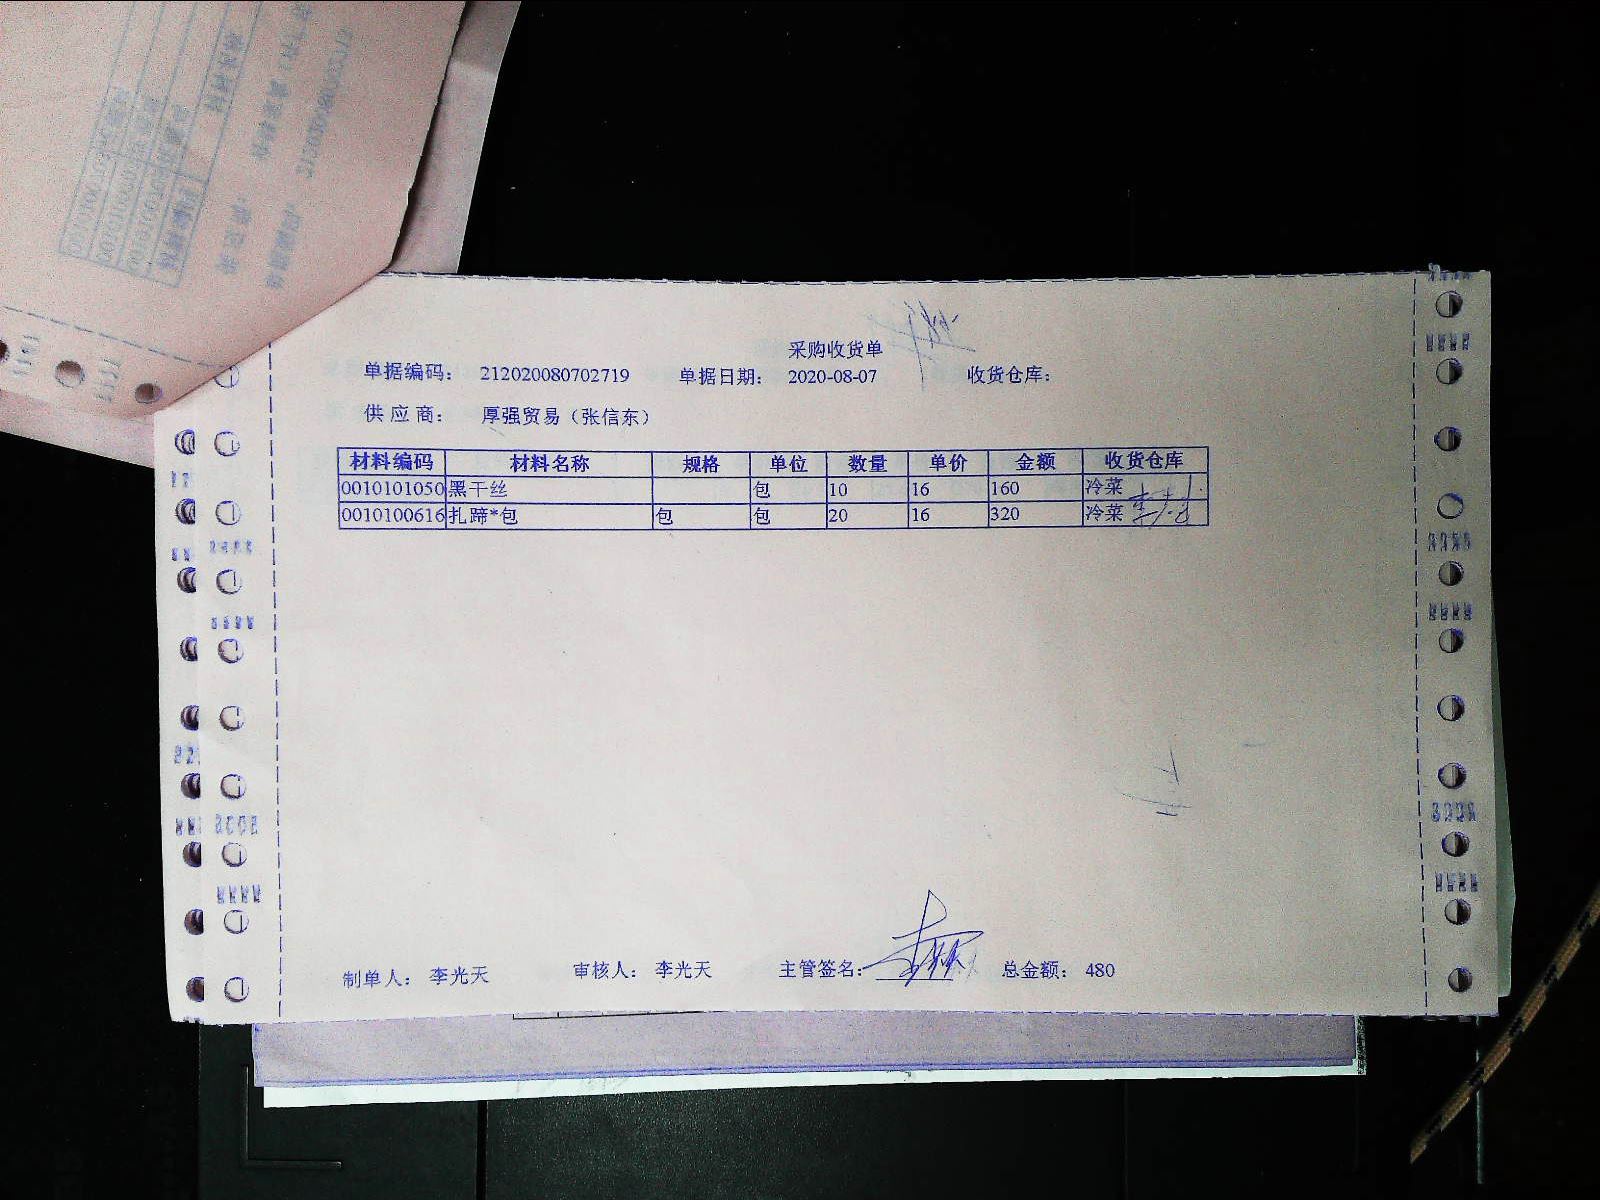 采购收货单
单据编码： 212020080702719 单据日期： 2020-08-07 收货仓库：
供应商： 厚强贸易（张信东）
材料编码 材料名称 规格 单位 数量 单价 金额 收货仓库
0010101050 黑干丝 包 10 16 160 冷菜
0010100616 扎蹄*包 包 包 20 16 320 冷菜
制单人： 李光天 审核人： 李光天 主管签名： 总金额： 480